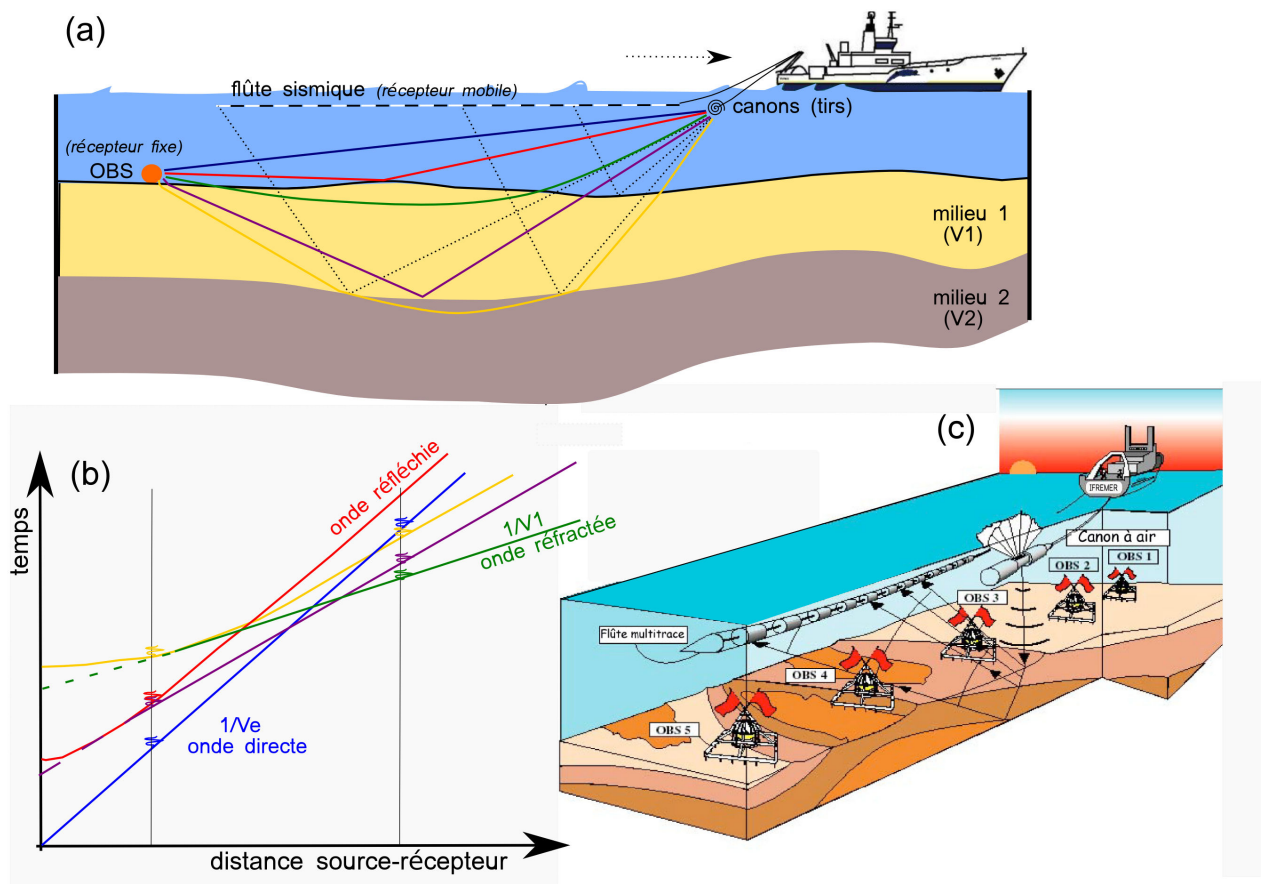 (a)
flûte sismique (récepteur mobile)
canons (tirs)
(récepteur fixe)
OBS
milieu 1
(V1)
milieu 2
(V2)
(b)
temps
onde réfléchie
1/V1
onde réfractée
1/Ve
onde directe
distance source-récepteur
(c)
IFREMER
Canon à air
OBS 1
OBS 2
OBS 3
Flûte multitrace
OBS 4
OBS 5